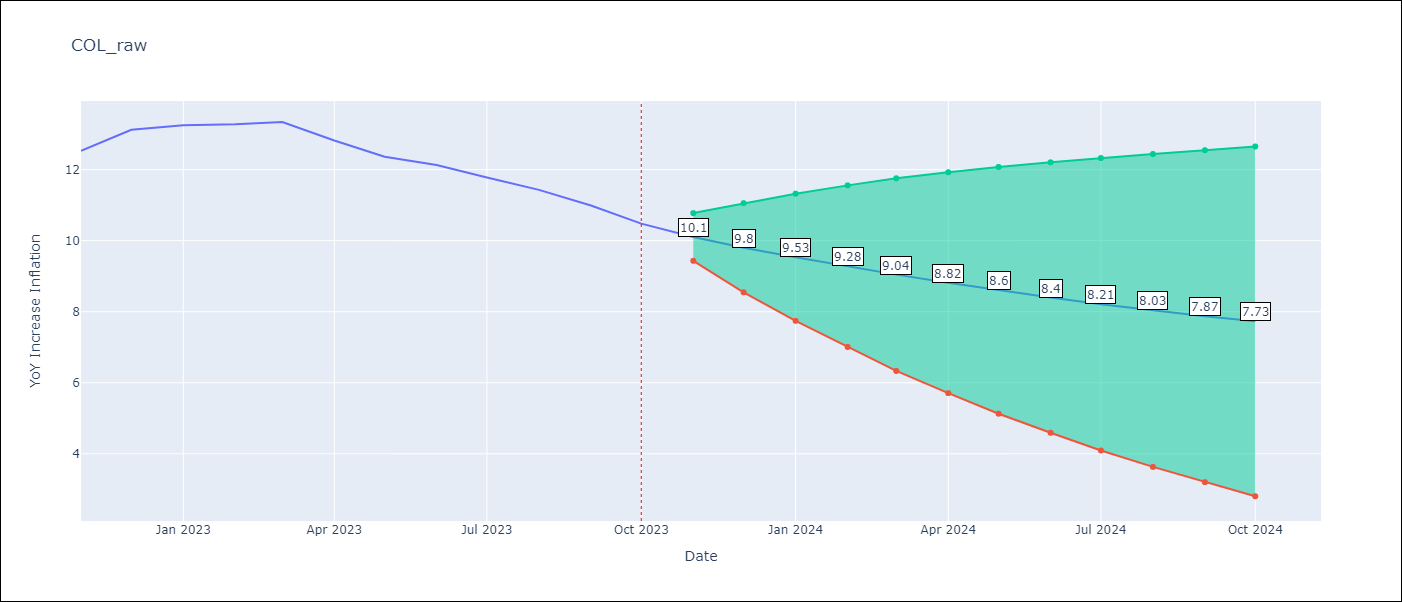 COL_raw
YoY Increase Inflation
12
10
8
6
4
10.1
9.8
9.53
9.28
9.04
8.82
8.6
8.4
8.21
8.03
7.87
7.73
Jan 2023
Apr 2023
Jul 2023
Oct 2023
Jan 2024
Apr 2024
Jul 2024
Oct 2024
Date